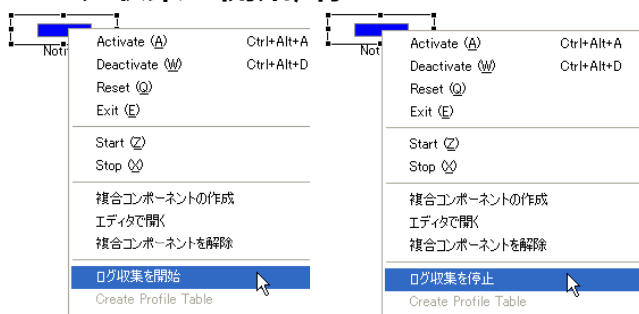 Activate (A) Ctrl+Alt+A
Deactivate (W) Ctrl+Alt+D
Reset (Q)
Exit (E)
Start (Z)
Stop (X)
複合コンポーネントの作成
エディタで開く
複合コンポーネントを解除
ログ収集を開始
Create Profile Table
Activate (A) Ctrl+Alt+A
Deactivate (W) Ctrl+Alt+D
Reset (Q)
Exit (E)
Start (Z)
Stop (X)
複合コンポーネントの作成
エディタで開く
複合コンポーネントを解除
ログ収集を停止
Create Profile Table